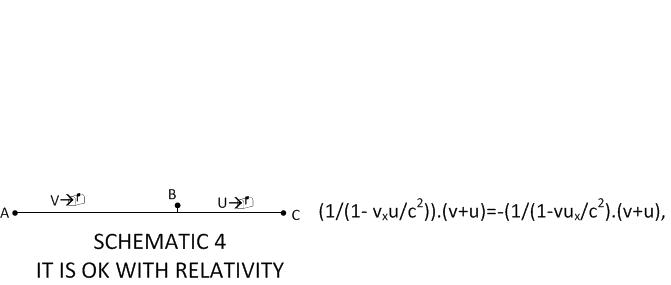 B
V→ U→
A C (1/(1- vₓu/c²)).(v+u)=-(1/(1-vuₓ/c²).(v+u),
SCHEMATIC 4
IT IS OK WITH RELATIVITY